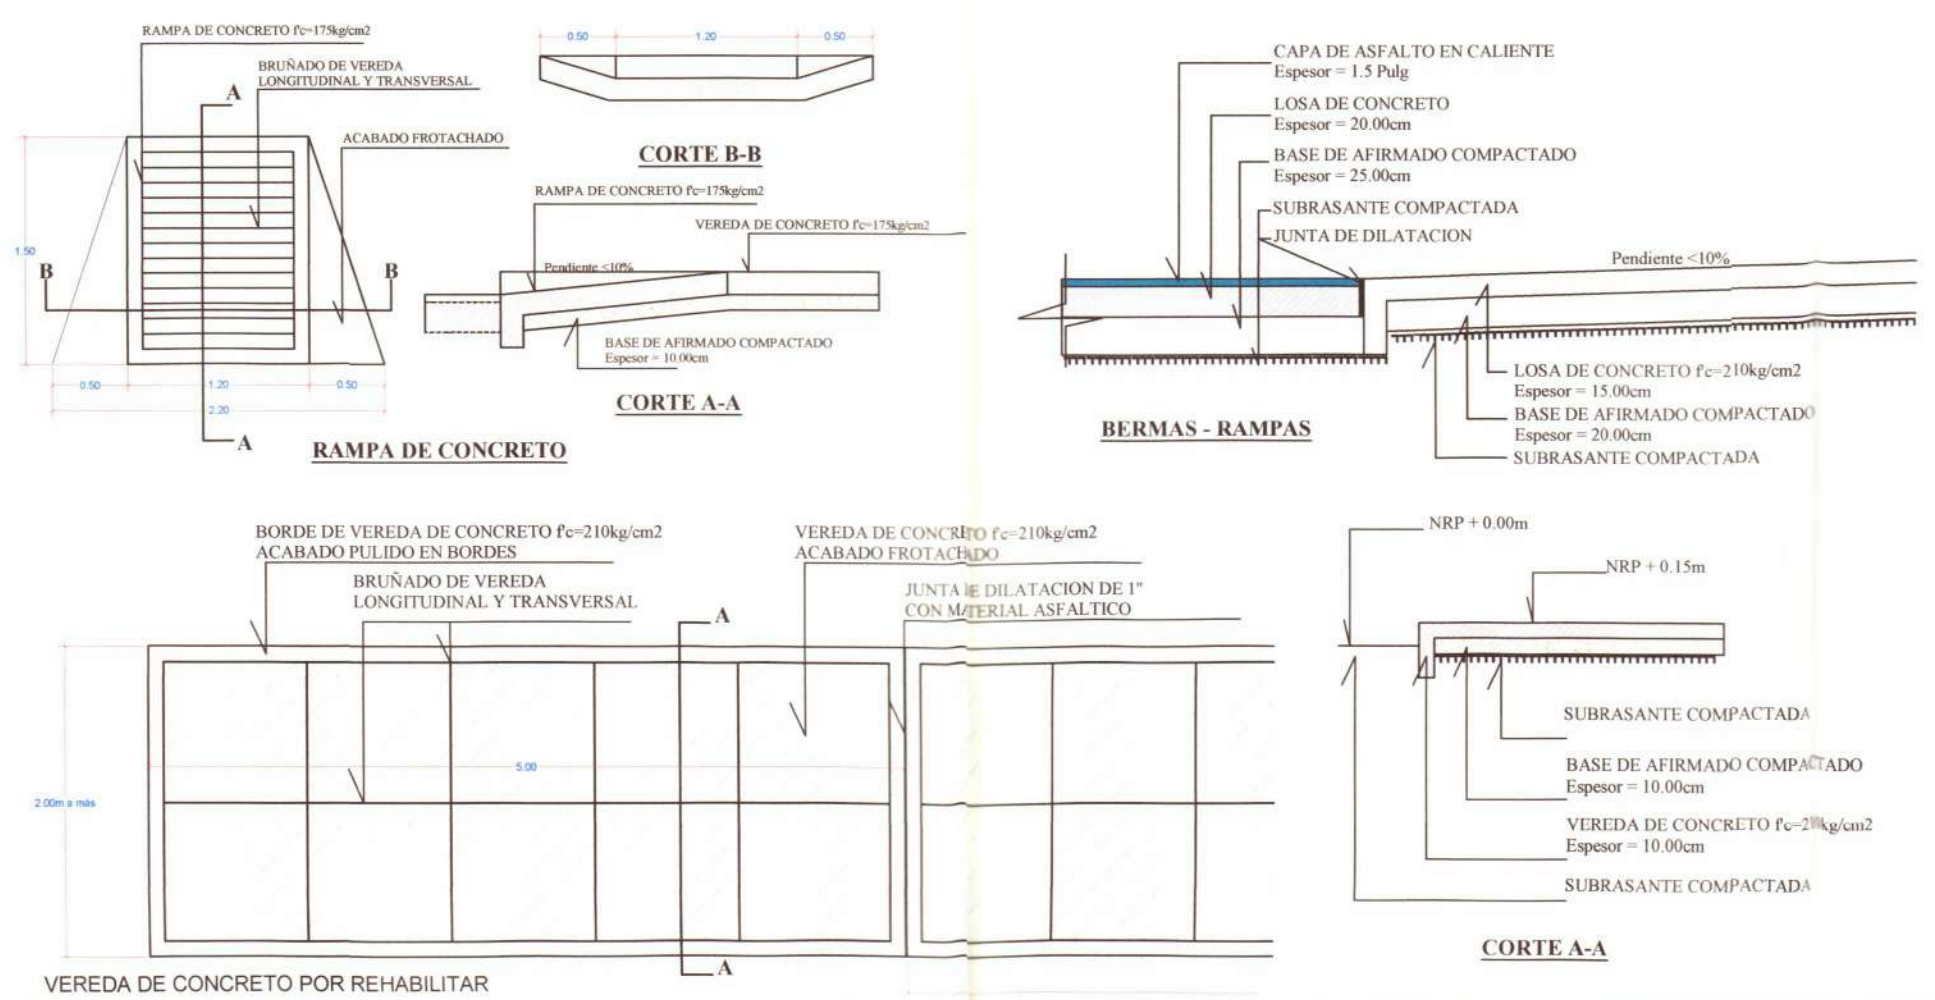 RAMPA DE CONCRETO f'c=175kg/cm2
BRUÑADO DE VEREDA
LONGITUDINAL Y TRANSVERSAL
A
ACABADO FROTACHADO
1.50
B
B
0.50
1.20
0.50
2.20
A
RAMPA DE CONCRETO
0.50
1.20
0.50
CORTE B-B
RAMPA DE CONCRETO f'c=175kg/cm2
VEREDA DE CONCRETO f'c=175kg/cm2
Pendiente <10%
BASE DE AFIRMADO COMPACTADO
Espesor = 10.00cm
CORTE A-A
CAPA DE ASFALTO EN CALIENTE
Espesor = 1.5 Pulg
LOSA DE CONCRETO
Espesor = 20.00cm
BASE DE AFIRMADO COMPACTADO
Espesor = 25.00cm
SUBRASANTE COMPACTADA
JUNTA DE DILATACION
Pendiente <10%
LOSA DE CONCRETO f'c=210kg/cm2
Espesor = 15.00cm
BASE DE AFIRMADO COMPACTADO
Espesor = 20.00cm
SUBRASANTE COMPACTADA
BERMAS - RAMPAS
BORDE DE VEREDA DE CONCRETO f'c=210kg/cm2
ACABADO PULIDO EN BORDES
BRUÑADO DE VEREDA
LONGITUDINAL Y TRANSVERSAL
VEREDA DE CONCRETO f'c=210kg/cm2
ACABADO FROTACHADO
JUNTA DE DILATACION DE 1"
CON MATERIAL ASFALTICO
A
5.00
2.00m a más
A
VEREDA DE CONCRETO POR REHABILITAR
NRP + 0.00m
NRP + 0.15m
SUBRASANTE COMPACTADA
BASE DE AFIRMADO COMPACTADO
Espesor = 10.00cm
VEREDA DE CONCRETO
Espesor = 10.00cm
SUBRASANTE COMPACTADA
CORTE A-A